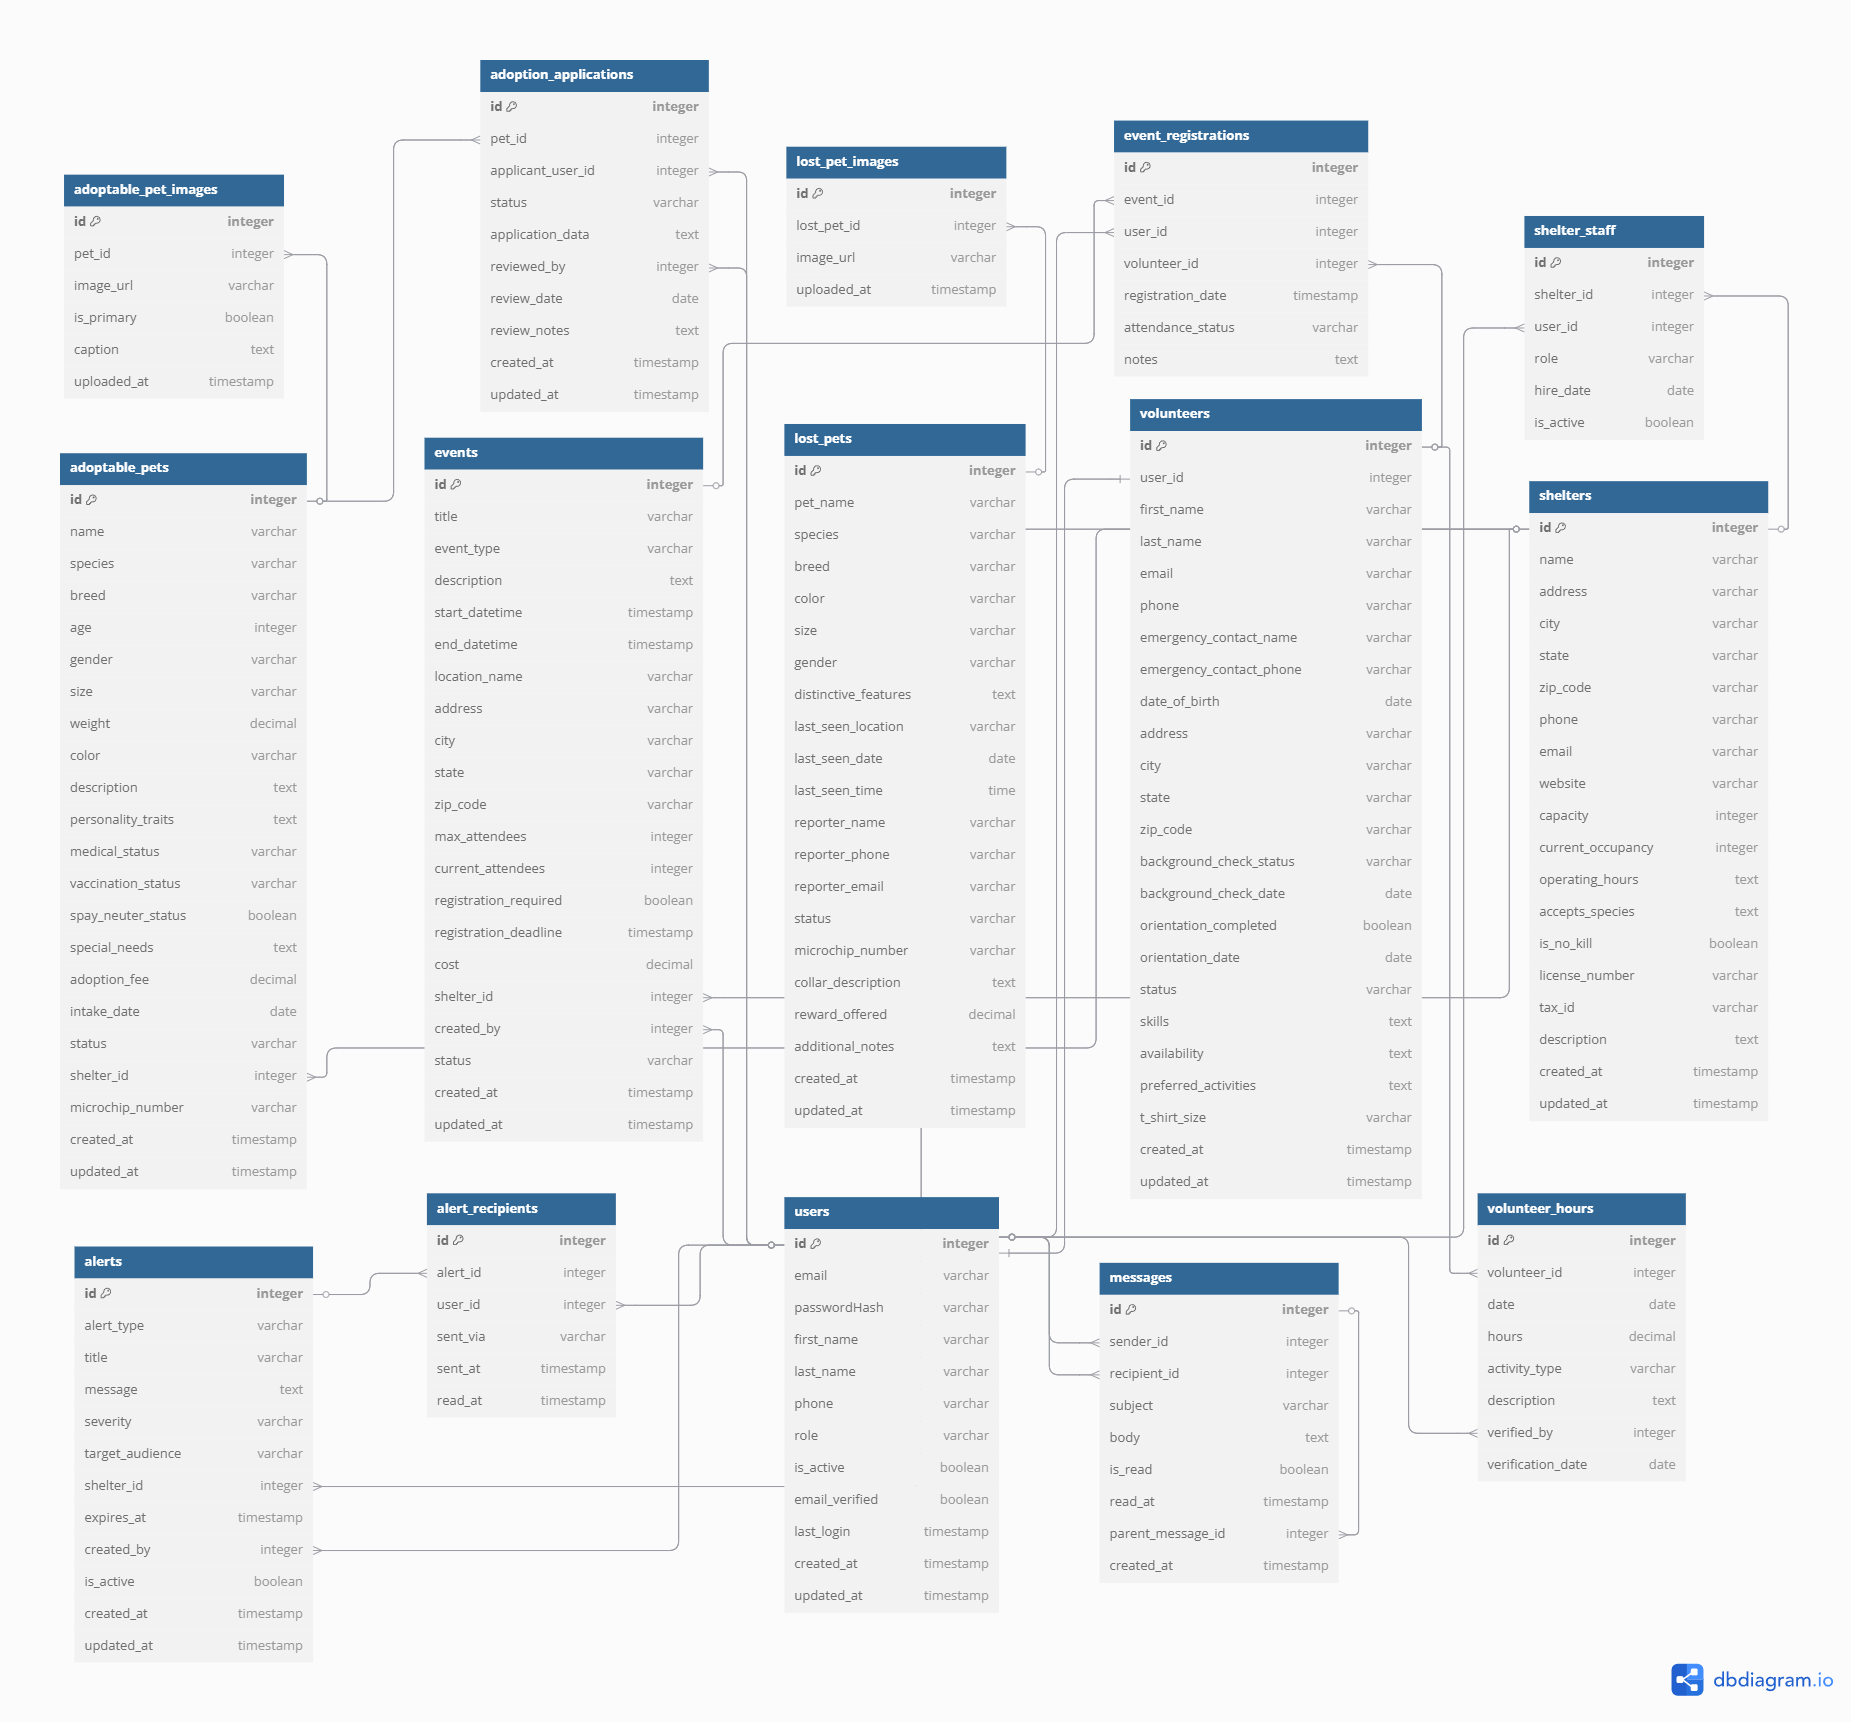 adoption_applications
id integer
pet_id integer
applicant_user_id integer
status varchar
application_data text
reviewed_by integer
review_date date
review_notes text
created_at timestamp
updated_at timestamp
event_registrations
id integer
event_id integer
user_id integer
volunteer_id integer
registration_date timestamp
attendance_status varchar
notes text
lost_pet_images
id integer
lost_pet_id integer
image_url varchar
uploaded_at timestamp
adoptable_pet_images
id integer
pet_id integer
image_url varchar
is_primary boolean
caption text
uploaded_at timestamp
shelter_staff
id integer
shelter_id integer
user_id integer
role varchar
hire_date date
is_active boolean
adoptable_pets
id integer
name varchar
species varchar
breed varchar
age integer
gender varchar
size varchar
weight decimal
color varchar
description text
personality_traits text
medical_status varchar
vaccination_status varchar
spay_neuter_status boolean
special_needs text
adoption_fee decimal
intake_date date
status varchar
shelter_id integer
microchip_number varchar
created_at timestamp
updated_at timestamp
events
id integer
title varchar
event_type varchar
description text
start_datetime timestamp
end_datetime timestamp
location_name varchar
address varchar
city varchar
state varchar
zip_code varchar
max_attendees integer
current_attendees integer
registration_required boolean
registration_deadline timestamp
cost decimal
shelter_id integer
created_by integer
status varchar
created_at timestamp
updated_at timestamp
lost_pets
id integer
pet_name varchar
species varchar
breed varchar
color varchar
size varchar
gender varchar
distinctive_features text
last_seen_location varchar
last_seen_date date
last_seen_time time
reporter_name varchar
reporter_phone varchar
reporter_email varchar
status varchar
microchip_number varchar
collar_description text
reward_offered decimal
additional_notes text
created_at timestamp
updated_at timestamp
volunteers
id integer
user_id integer
first_name varchar
last_name varchar
email varchar
phone varchar
emergency_contact_name varchar
emergency_contact_phone varchar
date_of_birth date
address varchar
city varchar
state varchar
zip_code varchar
background_check_status varchar
background_check_date date
orientation_completed boolean
orientation_date date
status varchar
skills text
availability text
preferred_activities text
t_shirt_size varchar
created_at timestamp
updated_at timestamp
shelters
id integer
name varchar
address varchar
city varchar
state varchar
zip_code varchar
phone varchar
email varchar
website varchar
capacity integer
current_occupancy integer
operating_hours text
accepts_species text
is_no_kill boolean
license_number varchar
tax_id varchar
description text
created_at timestamp
updated_at timestamp
alerts
id integer
alert_type varchar
title varchar
message text
severity varchar
target_audience varchar
shelter_id integer
expires_at timestamp
created_by integer
is_active boolean
created_at timestamp
updated_at timestamp
alert_recipients
id integer
alert_id integer
user_id integer
sent_via varchar
sent_at timestamp
read_at timestamp
users
id integer
email varchar
passwordHash varchar
first_name varchar
last_name varchar
phone varchar
role varchar
is_active boolean
email_verified boolean
last_login timestamp
created_at timestamp
updated_at timestamp
messages
id integer
sender_id integer
recipient_id integer
subject varchar
body text
is_read boolean
read_at timestamp
parent_message_id integer
created_at timestamp
volunteer_hours
id integer
volunteer_id integer
date date
hours decimal
activity_type varchar
description text
verified_by integer
verification_date date
dbdiagram.io